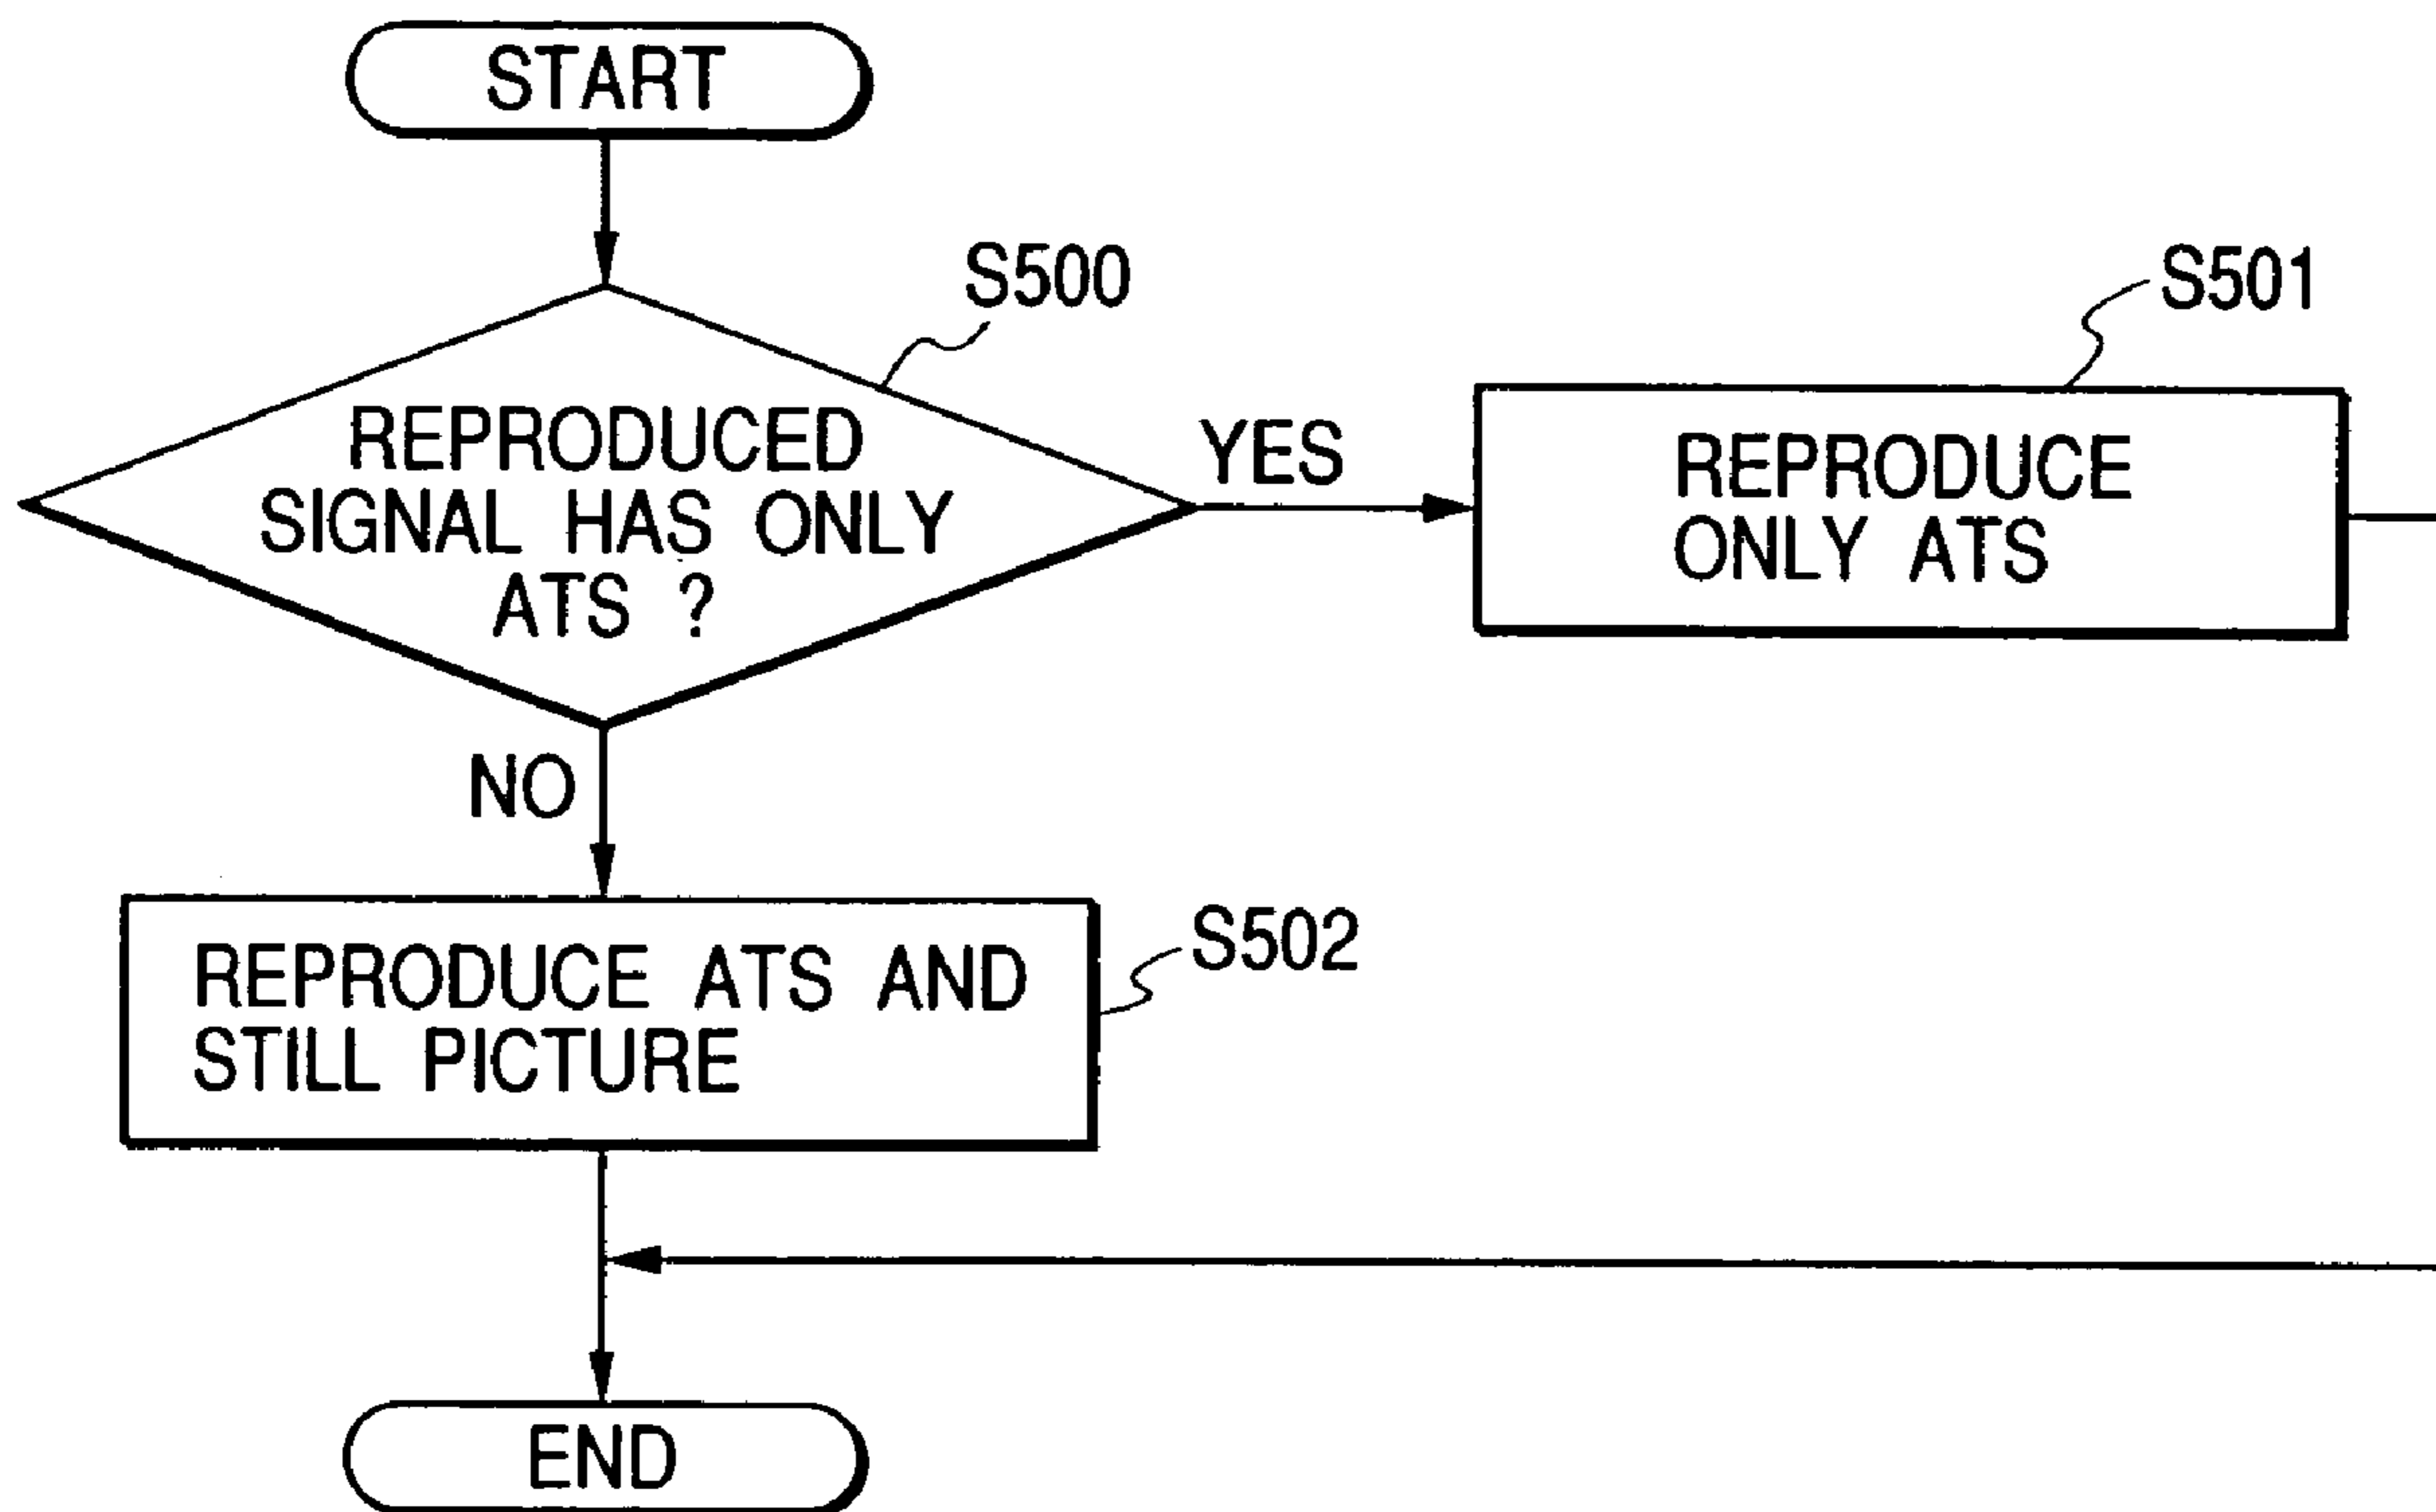 START
S500
S501
REPRODUCED
SIGNAL HAS ONLY
ATS ?
YES
REPRODUCE
ONLY ATS
NO
REPRODUCE ATS AND
STILL PICTURE
S502
END